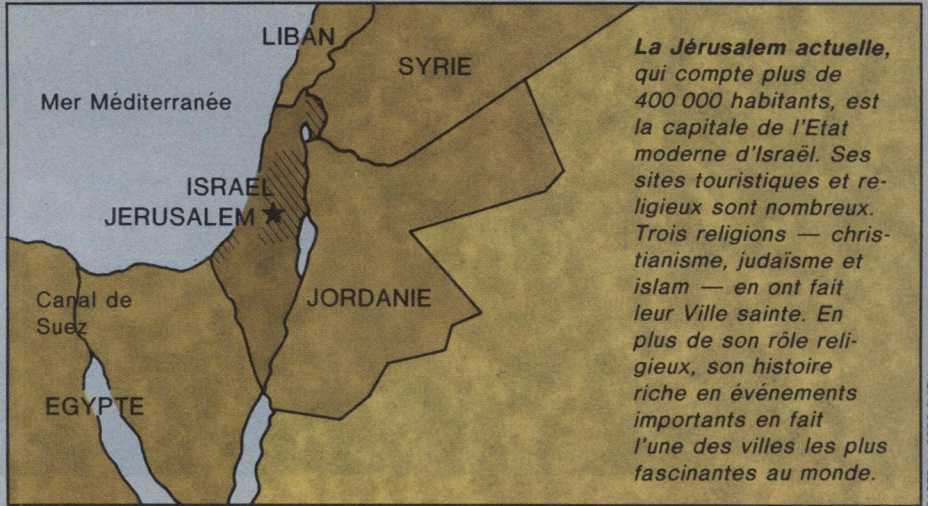 LIBAN
SYRIE
Mer Méditerranée
ISRAEL
JERUSALEM
Canal de
Suez
JORDANIE
EGYPTE
La Jérusalem actuelle,
qui compte plus de
400 000 habitants, est
la capitale de l'Etat
moderne d'Israël. Ses
sites touristiques et re-
ligieux sont nombreux.
Trois religions — chris-
tianisme, judaïsme et
islam — en ont fait
leur Ville sainte. En
plus de son rôle reli-
gieux, son histoire
riche en événements
importants en fait
l'une des villes les plus
fascinantes au monde.